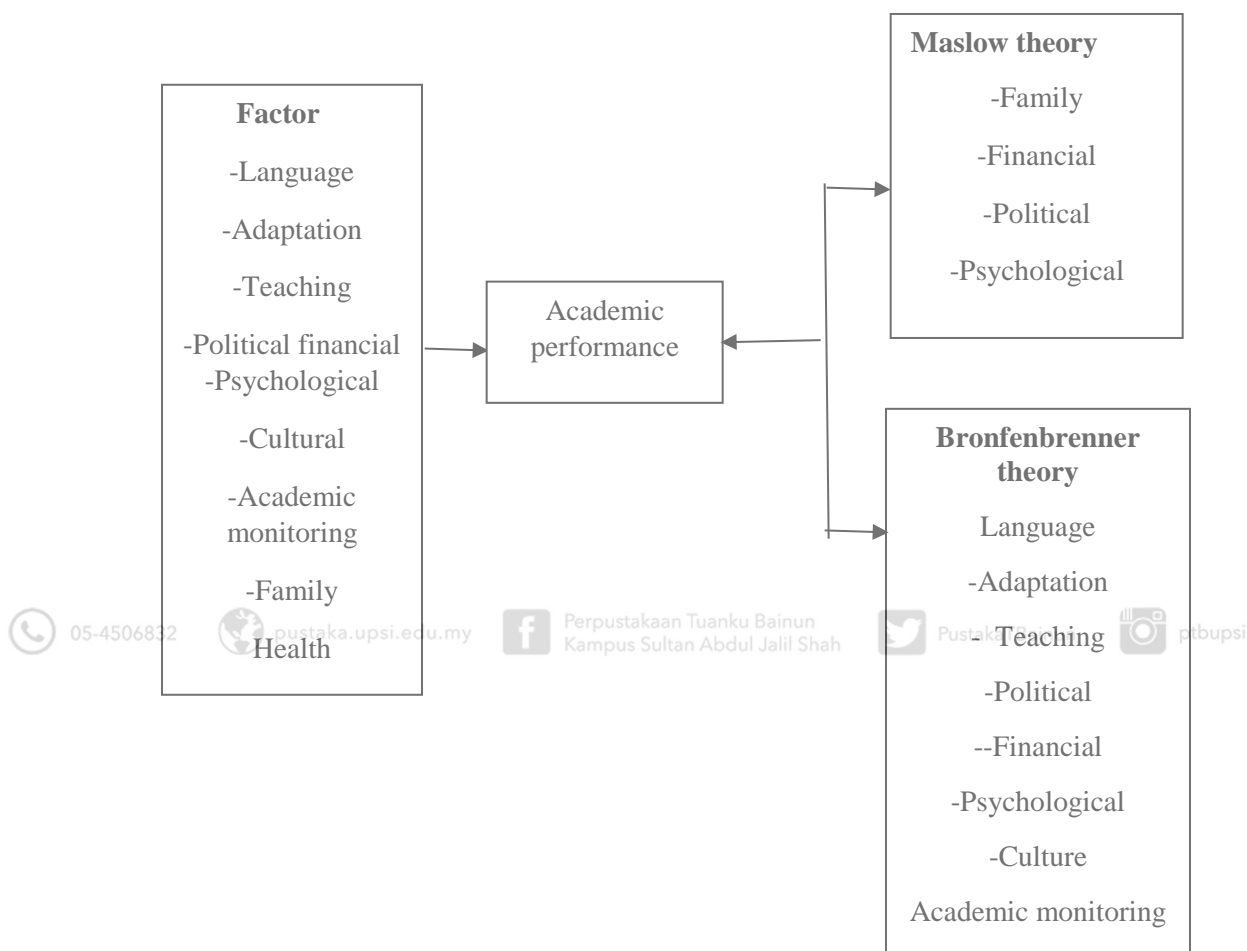 Factor
-Language
-Adaptation
-Teaching
-Political financial
-Psychological
-Cultural
-Academic
monitoring
-Family
Health
Academic
performance
Maslow theory
-Family
-Financial
-Political
-Psychological
Bronfenbrenner
theory
Language
-Adaptation
- Teaching
-Political
--Financial
-Psychological
-Culture
Academic monitoring
05-4506832
pustaka.upsi.edu.my
Perpustakaan Tuanku Bainun
Kampus Sultan Abdul Jalil Shah
ptbupsi